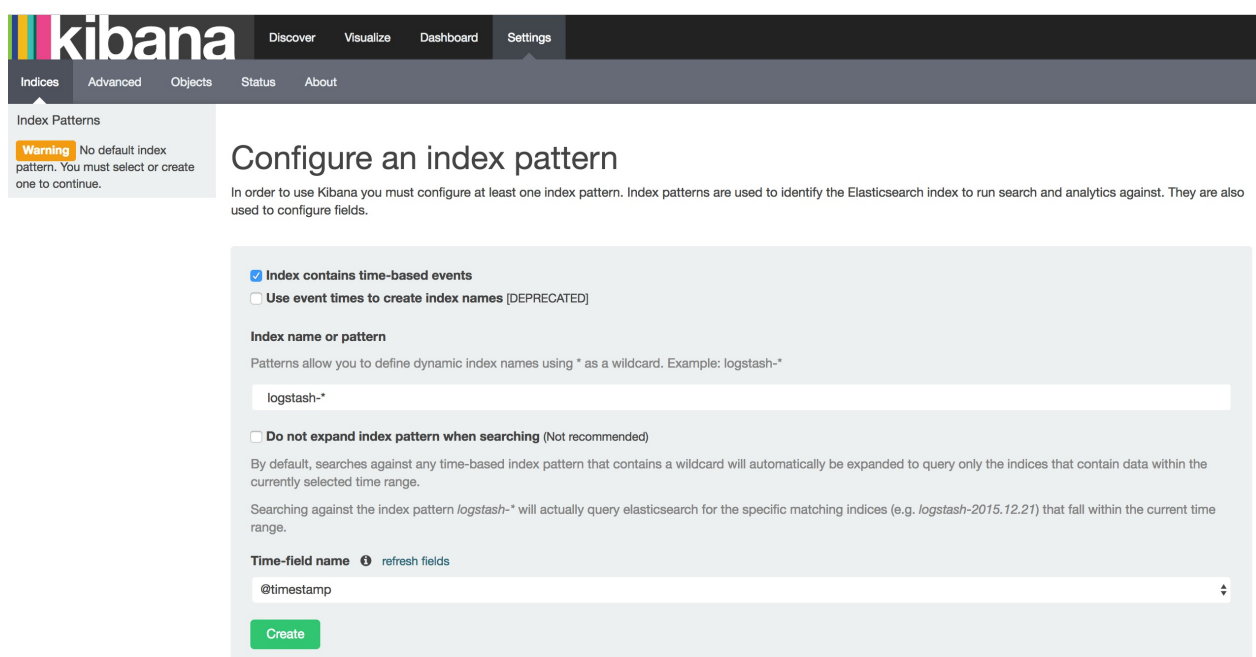 kibana
Discover
Visualize
Dashboard
Settings
Indices
Advanced
Objects
Status
About
Index Patterns
Warning No default index
pattern. You must select or create
one to continue.
Configure an index pattern
In order to use Kibana you must configure at least one index pattern. Index patterns are used to identify the Elasticsearch index to run search and analytics against. They are also
used to configure fields.
Index contains time-based events
Use event times to create index names [DEPRECATED]
Index name or pattern
Patterns allow you to define dynamic index names using * as a wildcard. Example: logstash-*
logstash-*
Do not expand index pattern when searching (Not recommended)
By default, searches against any time-based index pattern that contains a wildcard will automatically be expanded to query only the indices that contain data within the
currently selected time range.
Searching against the index pattern logstash-* will actually query elasticsearch for the specific matching indices (e.g. logstash-2015.12.21) that fall within the current time
range.
Time-field name refresh fields
@timestamp
Create